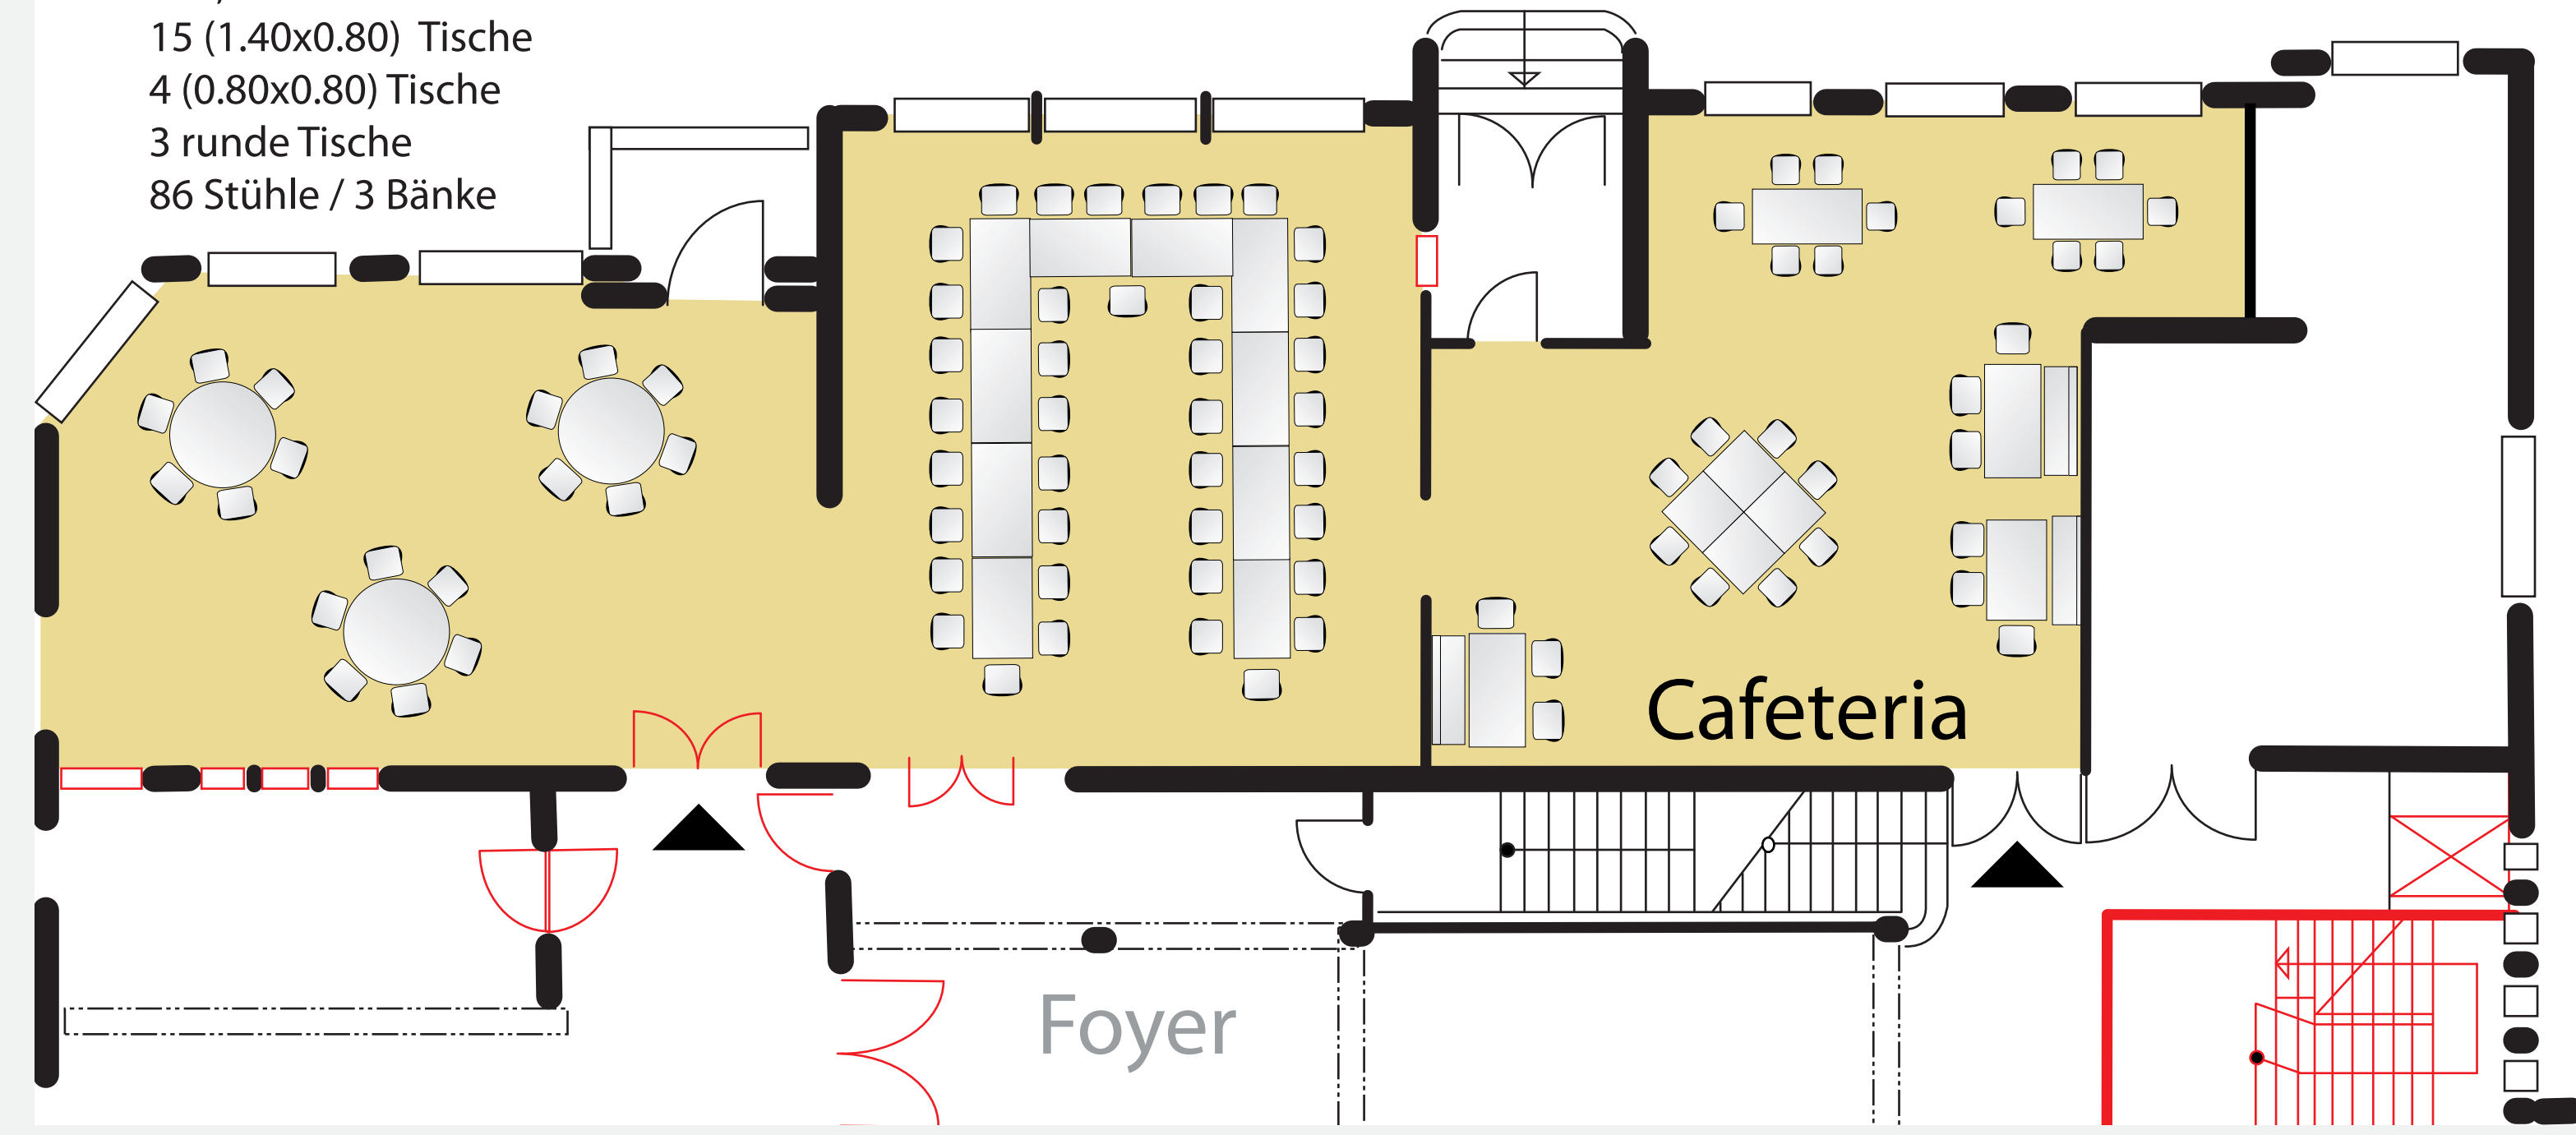 15 (1.40x0.80) Tische
4 (0.80x0.80) Tische
3 runde Tische
86 Stühle / 3 Bänke
Cafeteria
Foyer